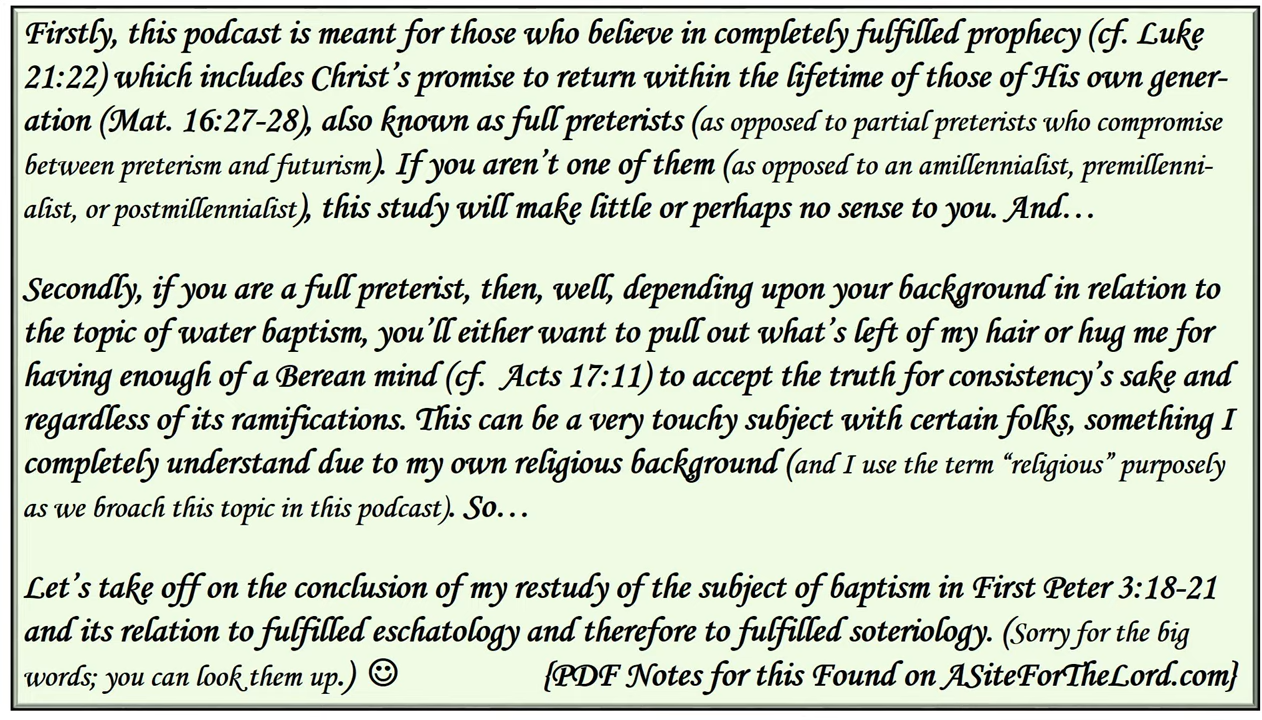 Firstly, this podcast is meant for those who believe in completely fulfilled prophecy (cf. Luke
21:22) which includes Christ’s promise to return within the lifetime of those of His own gener-
ation (Mat. 16:27-28), also known as full preterists (as opposed to partial preterists who compromise
between preterism and futurism). If you aren’t one of them (as opposed to an amillennialist, premillenni-
alist, or postmillennialist), this study will make little or perhaps no sense to you. And…
Secondly, if you are a full preterist, then, well, depending upon your background in relation to
the topic of water baptism, you’ll either want to pull out what’s left of my hair or hug me for
having enough of a Berean mind (cf. Acts 17:11) to accept the truth for consistency’s sake and
regardless of its ramifications. This can be a very touchy subject with certain folks, something I
completely understand due to my own religious background (and I use the term “religious” purposely
as we broach this topic in this podcast). So…
Let’s take off on the conclusion of my restudy of the subject of baptism in First Peter 3:18-21
and its relation to fulfilled eschatology and therefore to fulfilled soteriology. (Sorry for the big
words; you can look them up.) ☺ {PDF Notes for this Found on ASiteForTheLord.com}